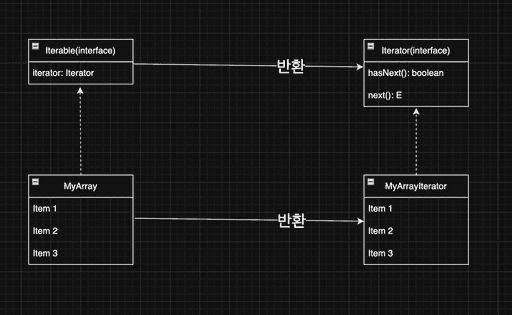 Iterable(interface)
iterator: Iterator
반환
Iterator(interface)
hasNext(): boolean
next(): E
MyArray
Item 1
Item 2
Item 3
반환
MyArrayIterator
Item 1
Item 2
Item 3